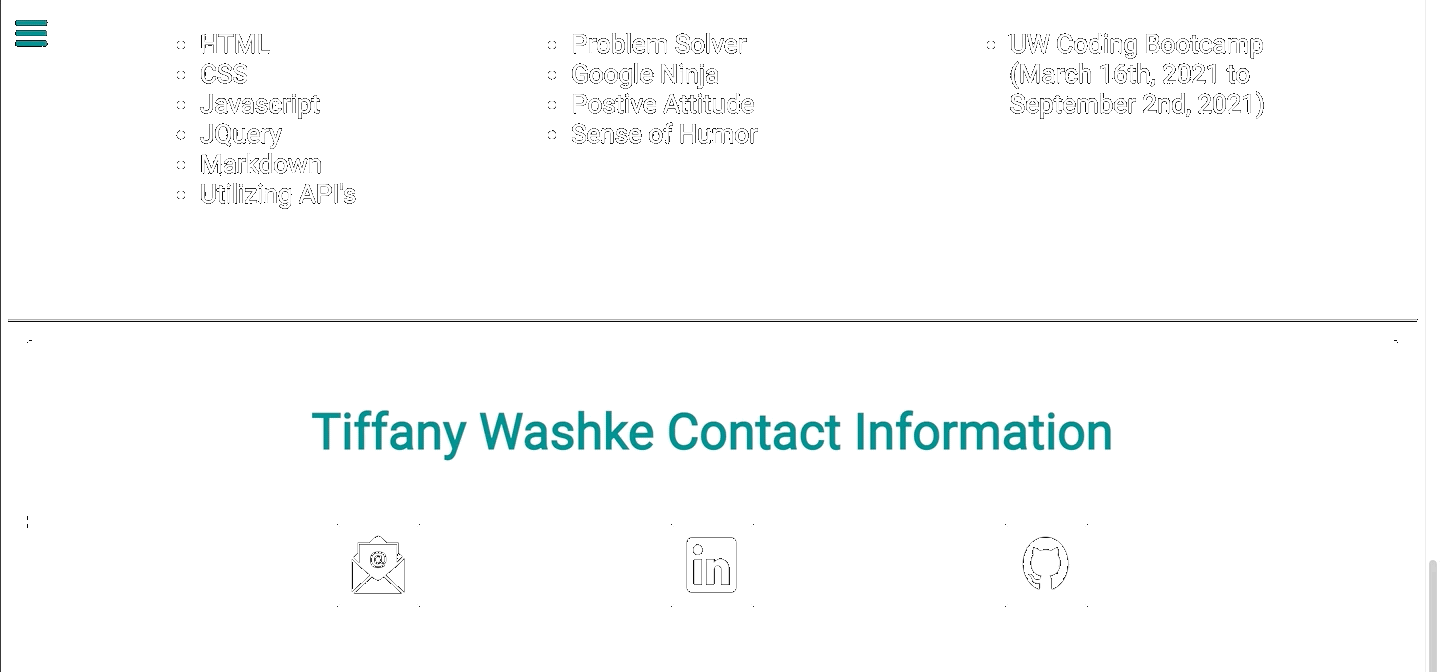 HTML
CSS
Javascript
JQuery
Markdown
Utilizing API's
Problem Solver
Google Ninja
Postive Attitude
Sense of Humor
UW Coding Bootcamp
(March 16th, 2021 to
September 2nd, 2021)
Tiffany Washke Contact Information
@
in